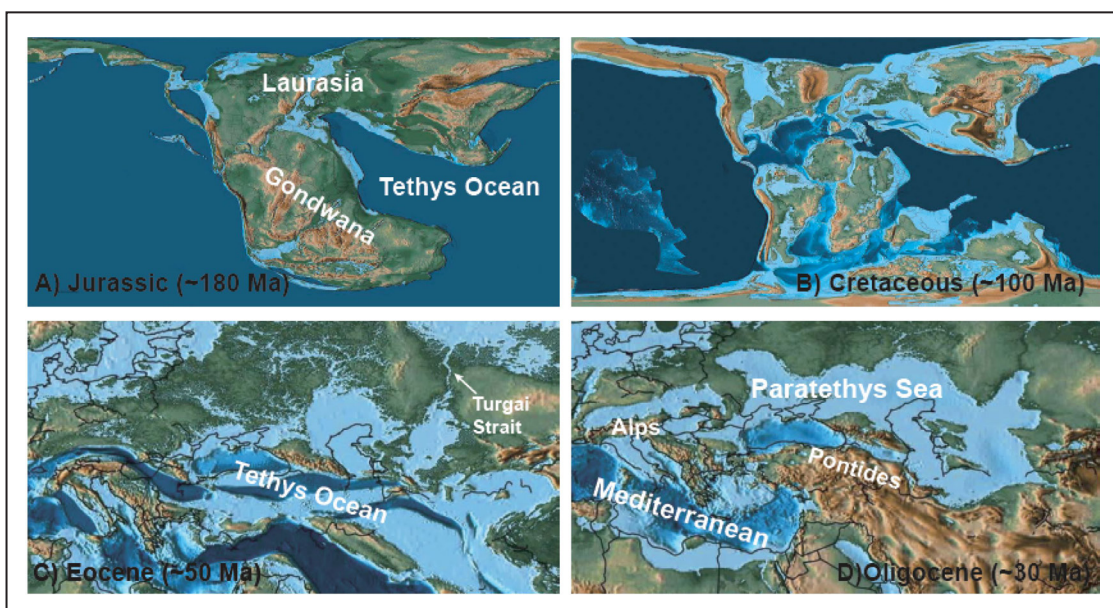 Laurasia
Gondwana
Tethys Ocean
A) Jurassic (~180 Ma)
B) Cretaceous (~100 Ma)
Turgai
Strait
Tethys Ocean
C) Eocene (~50 Ma)
Paratethys Sea
Alps
Pontides
Mediterranean
D)Oligocene (~30 Ma)